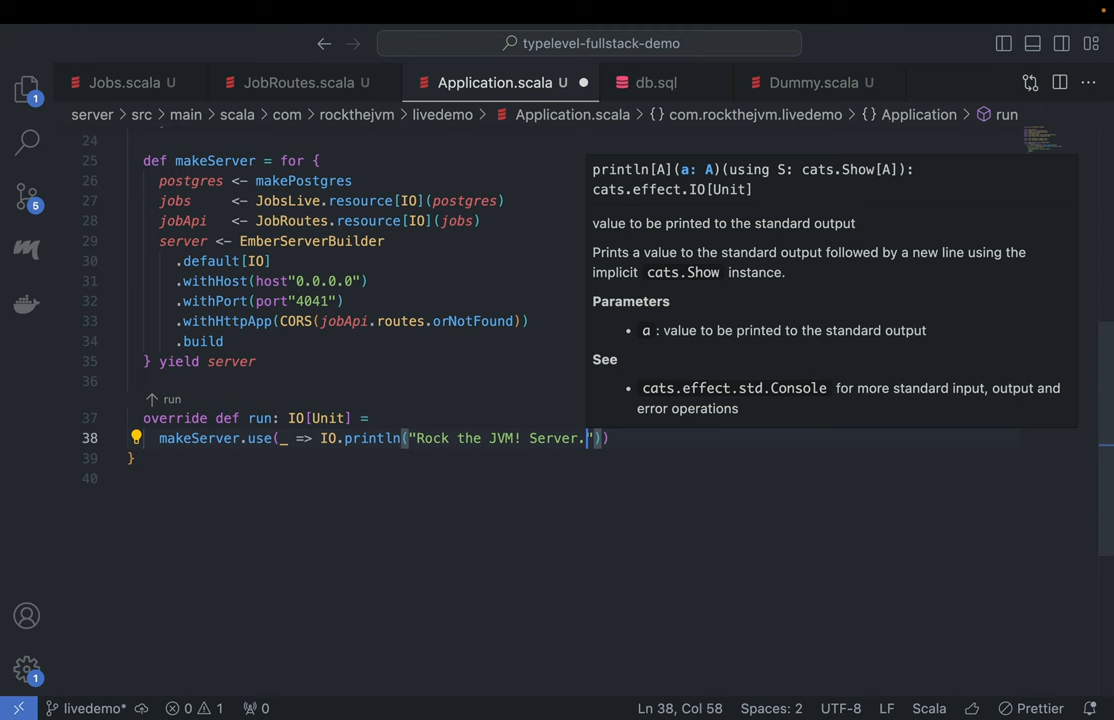 typelevel-fullstack-demo
Jobs.scala U JobRoutes.scala U Application.scala U db.sql Dummy.scala U
server > src > main > scala > com > rockthejvm > livedemo > Application.scala > {} com.rockthejvm.livedemo > Application > run
24
25 def makeServer = for {
26 postgres <- makePostgres
27 jobs <- JobsLive.resource[IO](postgres)
28 jobApi <- JobRoutes.resource[IO](jobs)
29 server <- EmberServerBuilder
30 .default[IO]
31 .withHost(host"0.0.0.0")
32 .withPort(port"4041")
33 .withHttpApp(CORS(jobApi.routes.orNotFound))
34 .build
35 } yield server
36
run
37 override def run: IO[Unit] =
38 makeServer.use(_ => IO.println("Rock the JVM! Server."))
39 }
40
println[A](a: A)(using S: cats.Show[A]):
cats.effect.IO[Unit]
value to be printed to the standard output
Prints a value to the standard output followed by a new line using the
implicit cats.Show instance.
Parameters
• a : value to be printed to the standard output
See
• cats.effect.std.Console for more standard input, output and
error operations
1
5
1
livedemo* 0 1 0 Ln 38, Col 58 Spaces: 2 UTF-8 LF Scala Prettier